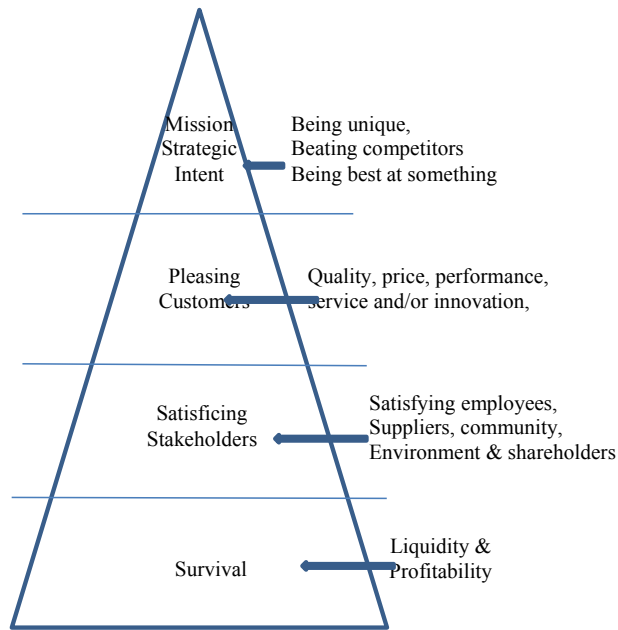 Mission
Strategic
Intent
Being unique,
Beating competitors
Being best at something
Pleasing
Customers
Quality, price, performance,
service and/or innovation,
Satisficing
Stakeholders
Satisfying employees,
Suppliers, community,
Environment & shareholders
Survival
Liquidity &
Profitability